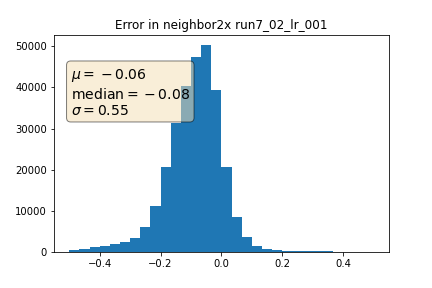 Error in neighbor2x run7_02_lr_001
μ = −0.06
median = −0.08
σ = 0.55
50000
40000
30000
20000
10000
0
−0.4
−0.2
0.0
0.2
0.4